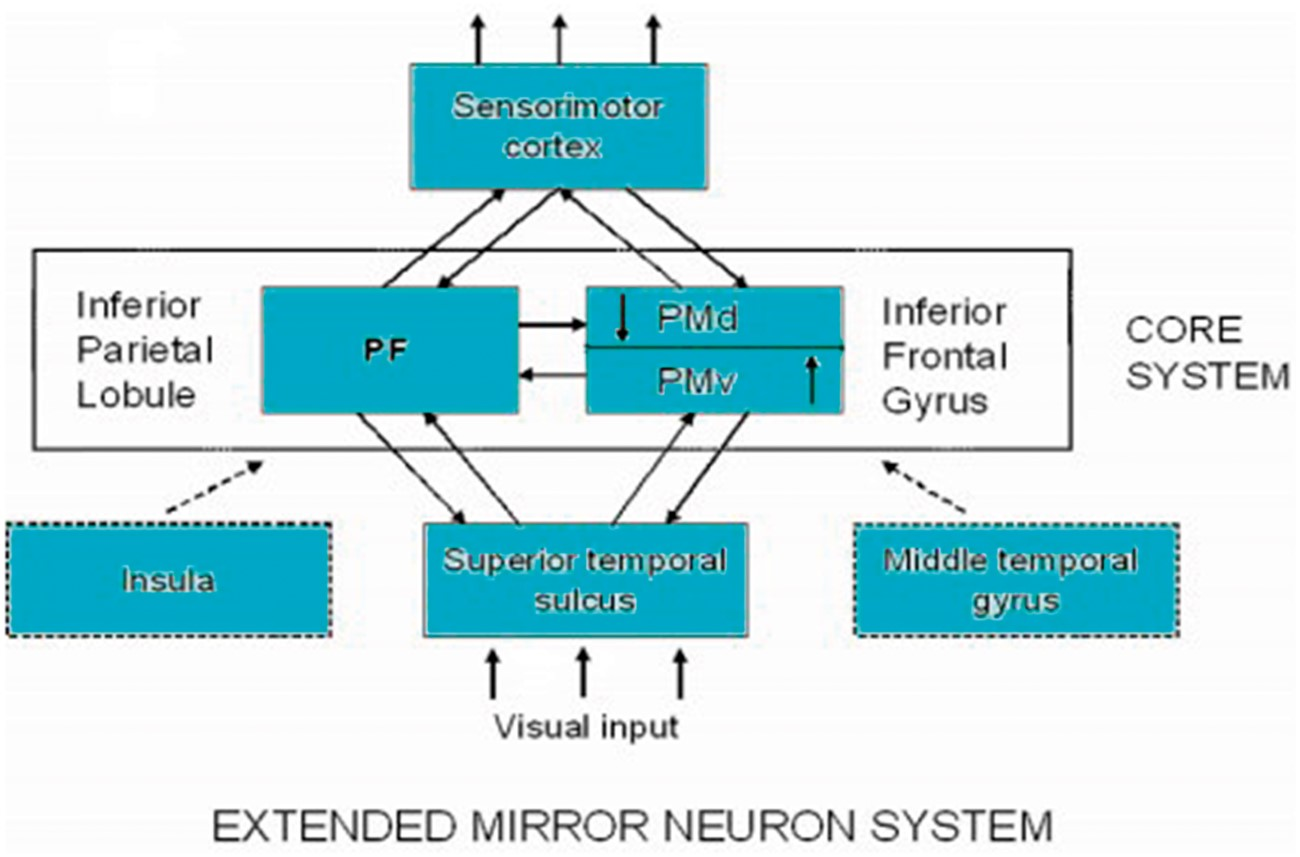 Sensorimotor
cortex
Inferior
Parietal
Lobule
PF
PMd
PMv
Inferior
Frontal
Gyrus
CORE
SYSTEM
Insula
Superior temporal
sulcus
Middle temporal
gyrus
Visual input
EXTENDED MIRROR NEURON SYSTEM